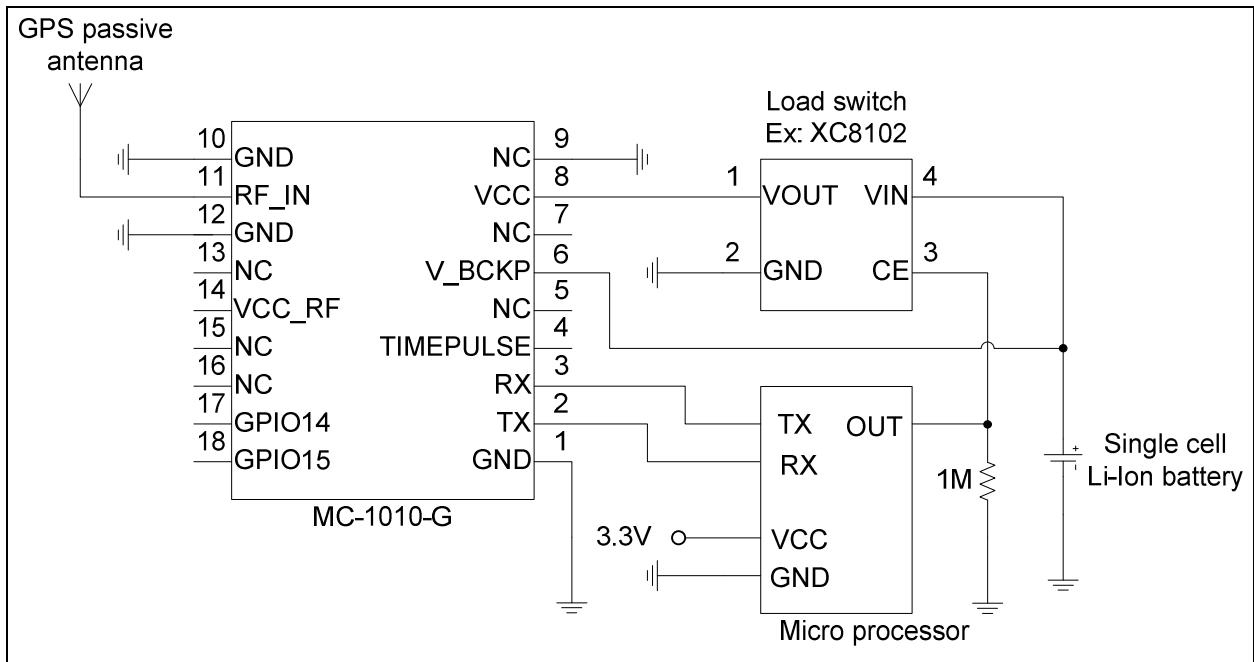 GPS passive
antenna
10
GND
11
RF_IN
12
GND
13
NC
14
VCC_RF
15
NC
16
NC
17
GPIO14
18
GPIO15
9
NC
8
VCC
7
NC
6
V_BCKP
5
NC
4
TIMEPULSE
3
RX
2
TX
1
GND
MC-1010-G
Load switch
Ex: XC8102
1
VOUT
VIN
4
2
GND
CE
3
TX
OUT
RX
3.3V
VCC
GND
Micro processor
1M
+
-
Single cell
Li-Ion battery